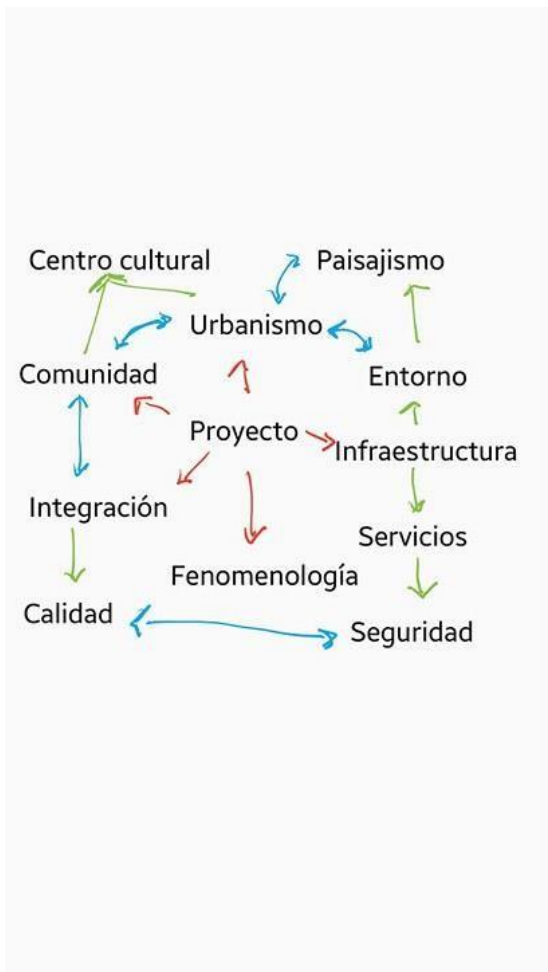 Centro cultural
Paisajismo
Urbanismo
Comunidad
Entorno
Proyecto
Infraestructura
Integración
Servicios
Fenomenología
Calidad
Seguridad